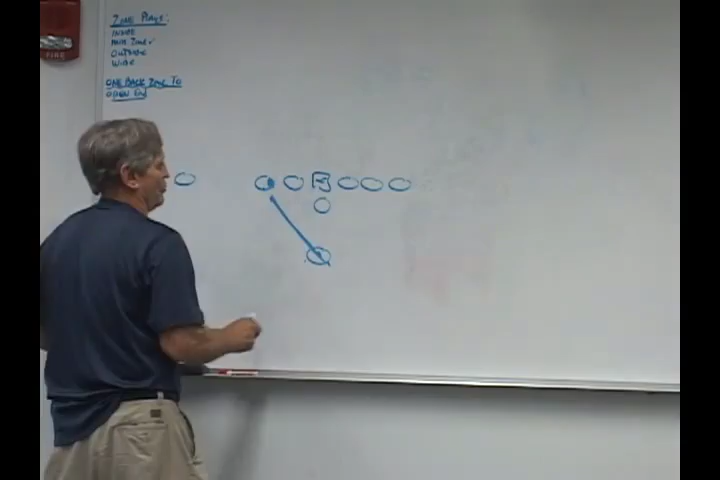 FIRE
ZONE PLAYS:
INSIDE
OUTSIDE
WIDE
ONE BACK ZONE TO
OPEN END